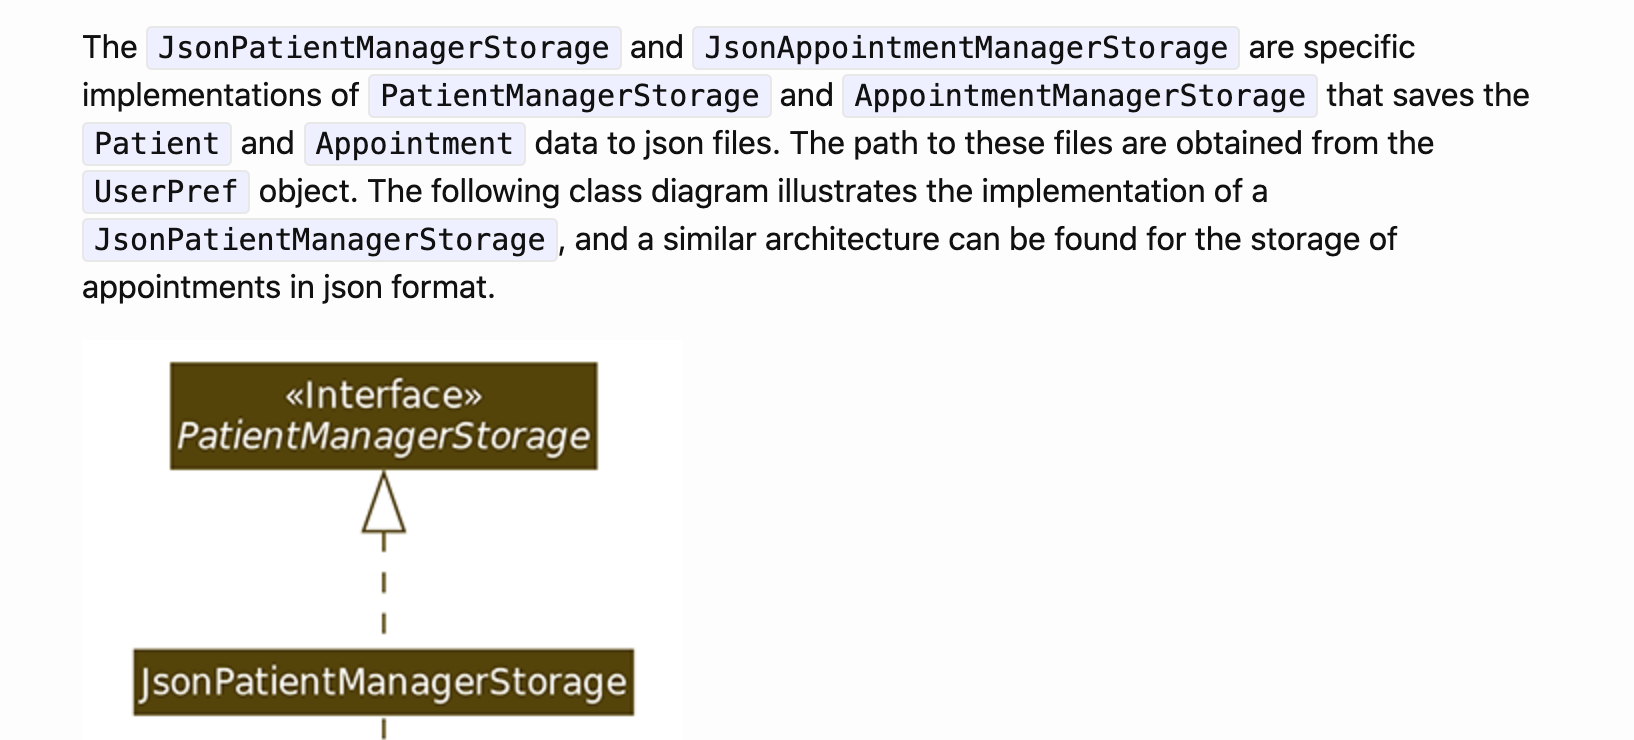 The JsonPatientManagerStorage and JsonAppointmentManagerStorage are specific
implementations of PatientManagerStorage and AppointmentManagerStorage that saves the
Patient and Appointment data to json files. The path to these files are obtained from the
UserPref object. The following class diagram illustrates the implementation of a
JsonPatientManagerStorage, and a similar architecture can be found for the storage of
appointments in json format.
«Interface»
PatientManagerStorage
JsonPatientManagerStorage